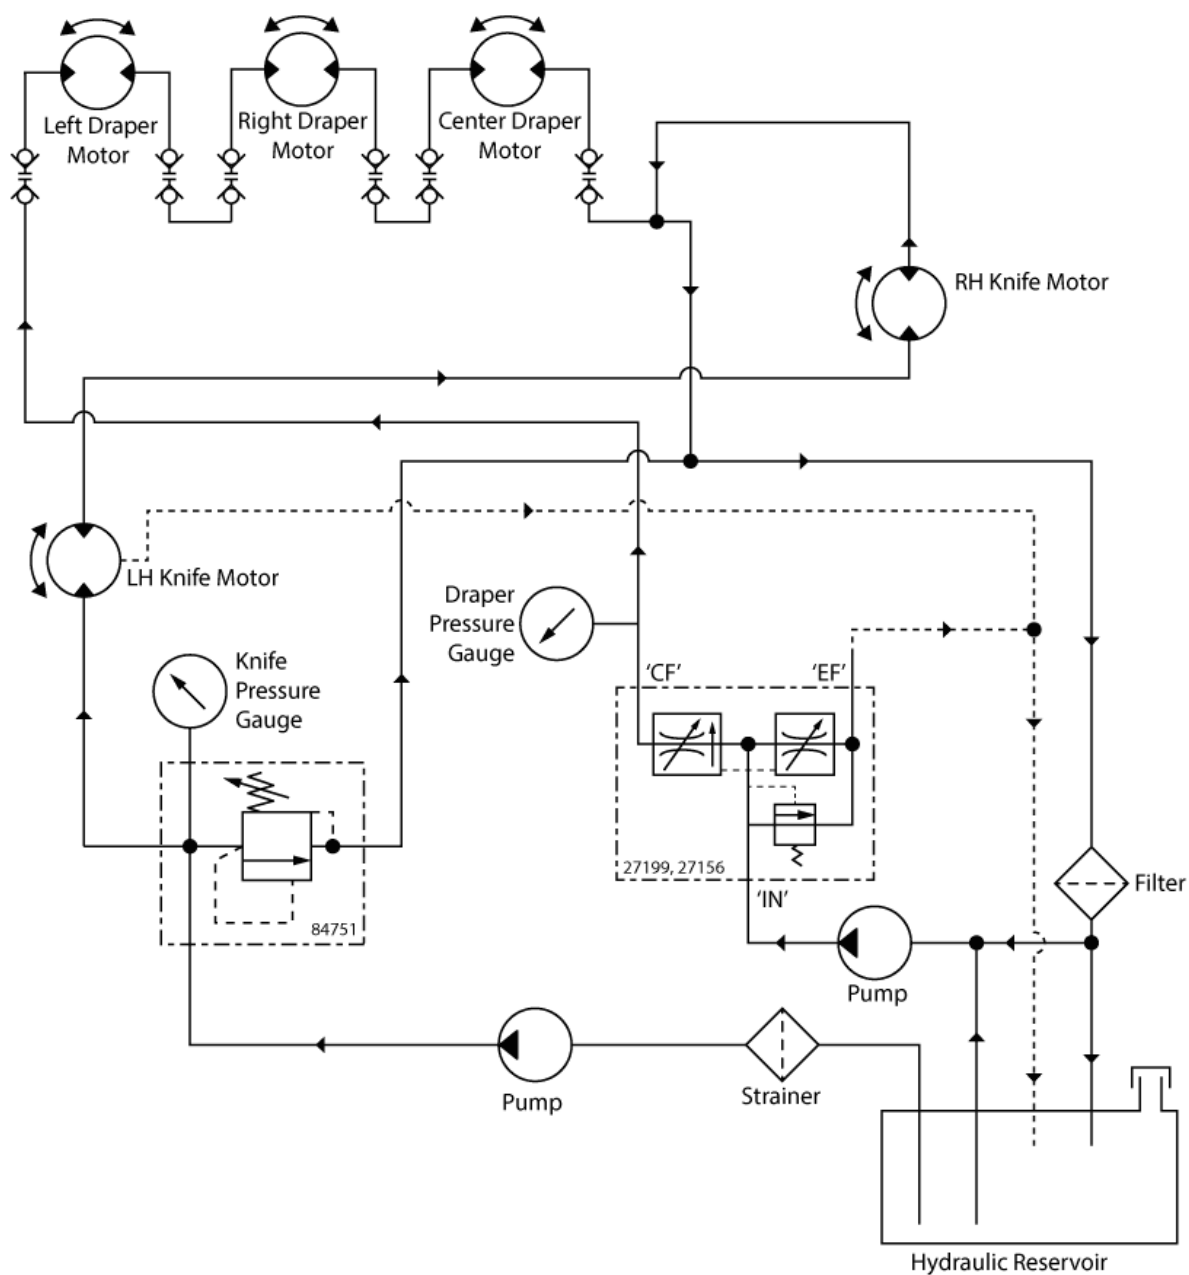 Left Draper
Motor
Right Draper
Motor
Center Draper
Motor
RH Knife Motor
LH Knife Motor
Draper
Pressure
Gauge
Knife
Pressure
Gauge
'CF'
'EF'
27199, 27156
'IN'
84751
Filter
Pump
Pump
Strainer
Hydraulic Reservoir